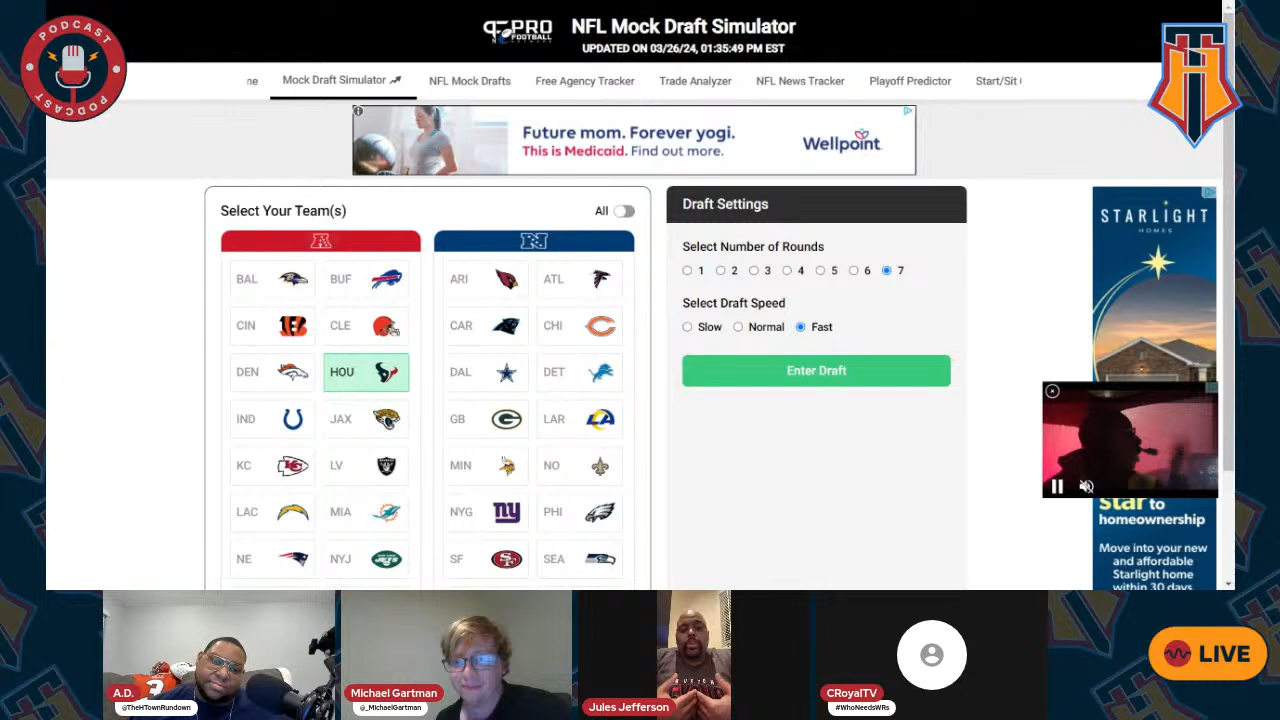 PODCAST
PODCAST
PRO
FOOTBALL
NETWORK
NFL Mock Draft Simulator
UPDATED ON 03/26/24, 01:35:49 PM EST
me
Mock Draft Simulator
NFL Mock Drafts
Free Agency Tracker
Trade Analyzer
NFL News Tracker
Playoff Predictor
Start/Sit
Future mom. Forever yogi.
This is Medicaid. Find out more.
Wellpoint
Select Your Team(s)
All
A
N
BAL
BUF
ARI
ATL
CIN
CLE
CAR
CHI
DEN
HOU
DAL
DET
IND
JAX
GB
LAR
KC
LV
MIN
NO
LAC
MIA
NYG
PHI
NE
NYJ
SF
SEA
Draft Settings
Select Number of Rounds
1 2 3 4 5 6 7
Select Draft Speed
Slow Normal Fast
Enter Draft
STARLIGHT
HOMES
star to
homeownership
Move into your new
and affordable
Starlight home
within 30 days.
A.D.
@TheHTownRundown
Michael Gartman
@_MichaelGartman
Jules Jefferson
CRoyalTV
#WhoNeedsWRs
LIVE